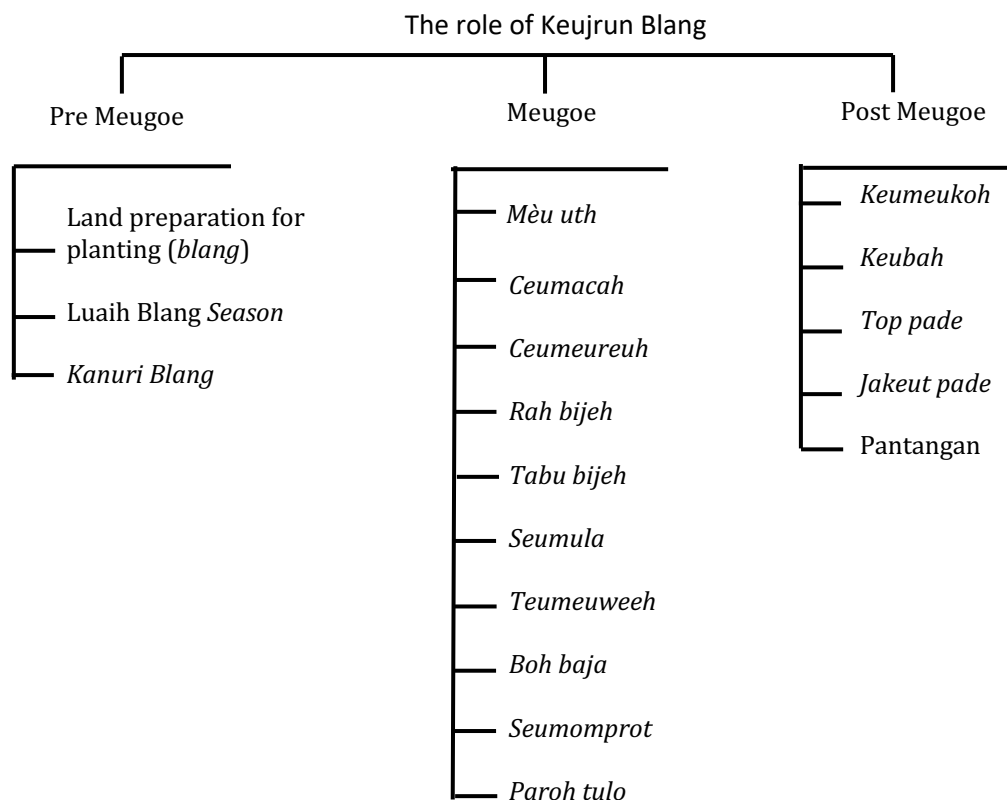 The role of Keujrun Blang
Pre Meugoe
Land preparation for
planting (blang)
Luaih Blang Season
Kanuri Blang
Meugoe
Mèu uth
Ceumacah
Ceumeureuh
Rah bijeh
Tabu bijeh
Seumula
Teumeuweeh
Boh baja
Seumomprot
Paroh tulo
Post Meugoe
Keumeukoh
Keubah
Top pade
Jakeut pade
Pantangan